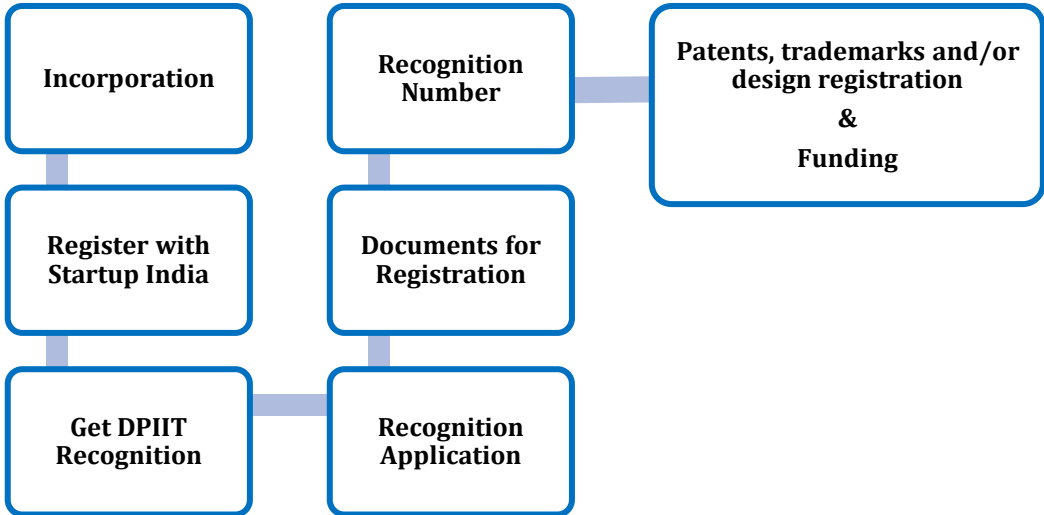 Incorporation
Register with
Startup India
Get DPIIT
Recognition
Recognition
Application
Documents for
Registration
Recognition
Number
Patents, trademarks and/or
design registration
&
Funding